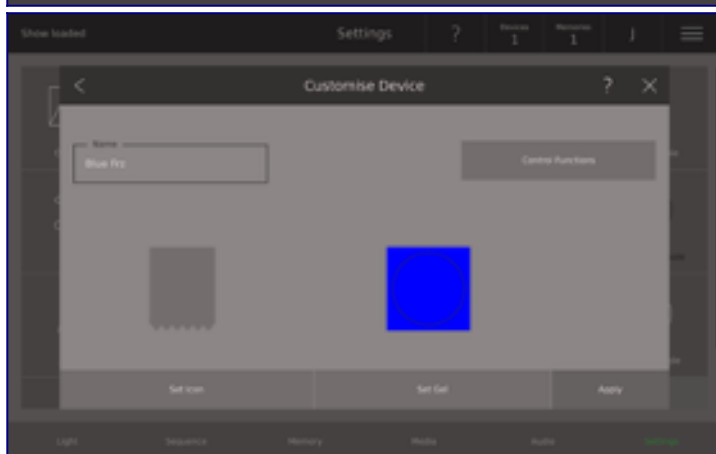 Show loaded
Settings
?
Devices
1
Memories
1
Customise Device
?
Name
Blue Frz
Control Functions
Set Icon
Set Gel
Apply
Light
Sequence
Memory
Media
Audio
Settings